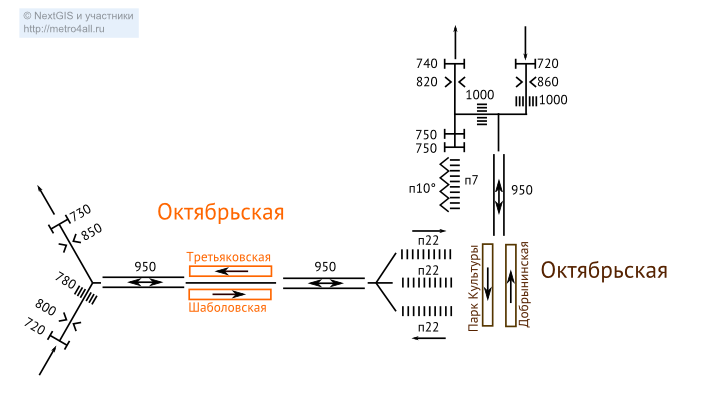 © NextGIS и участники
http://metro4all.ru
740
720
820
860
1000
1000
750
750
п10°
п7
950
730
850
Октябрьская
п22
Третьяковская
950
950
п22
780
Шаболовская
800
720
п22
Парк Культуры
Добрынинская
Октябрьская